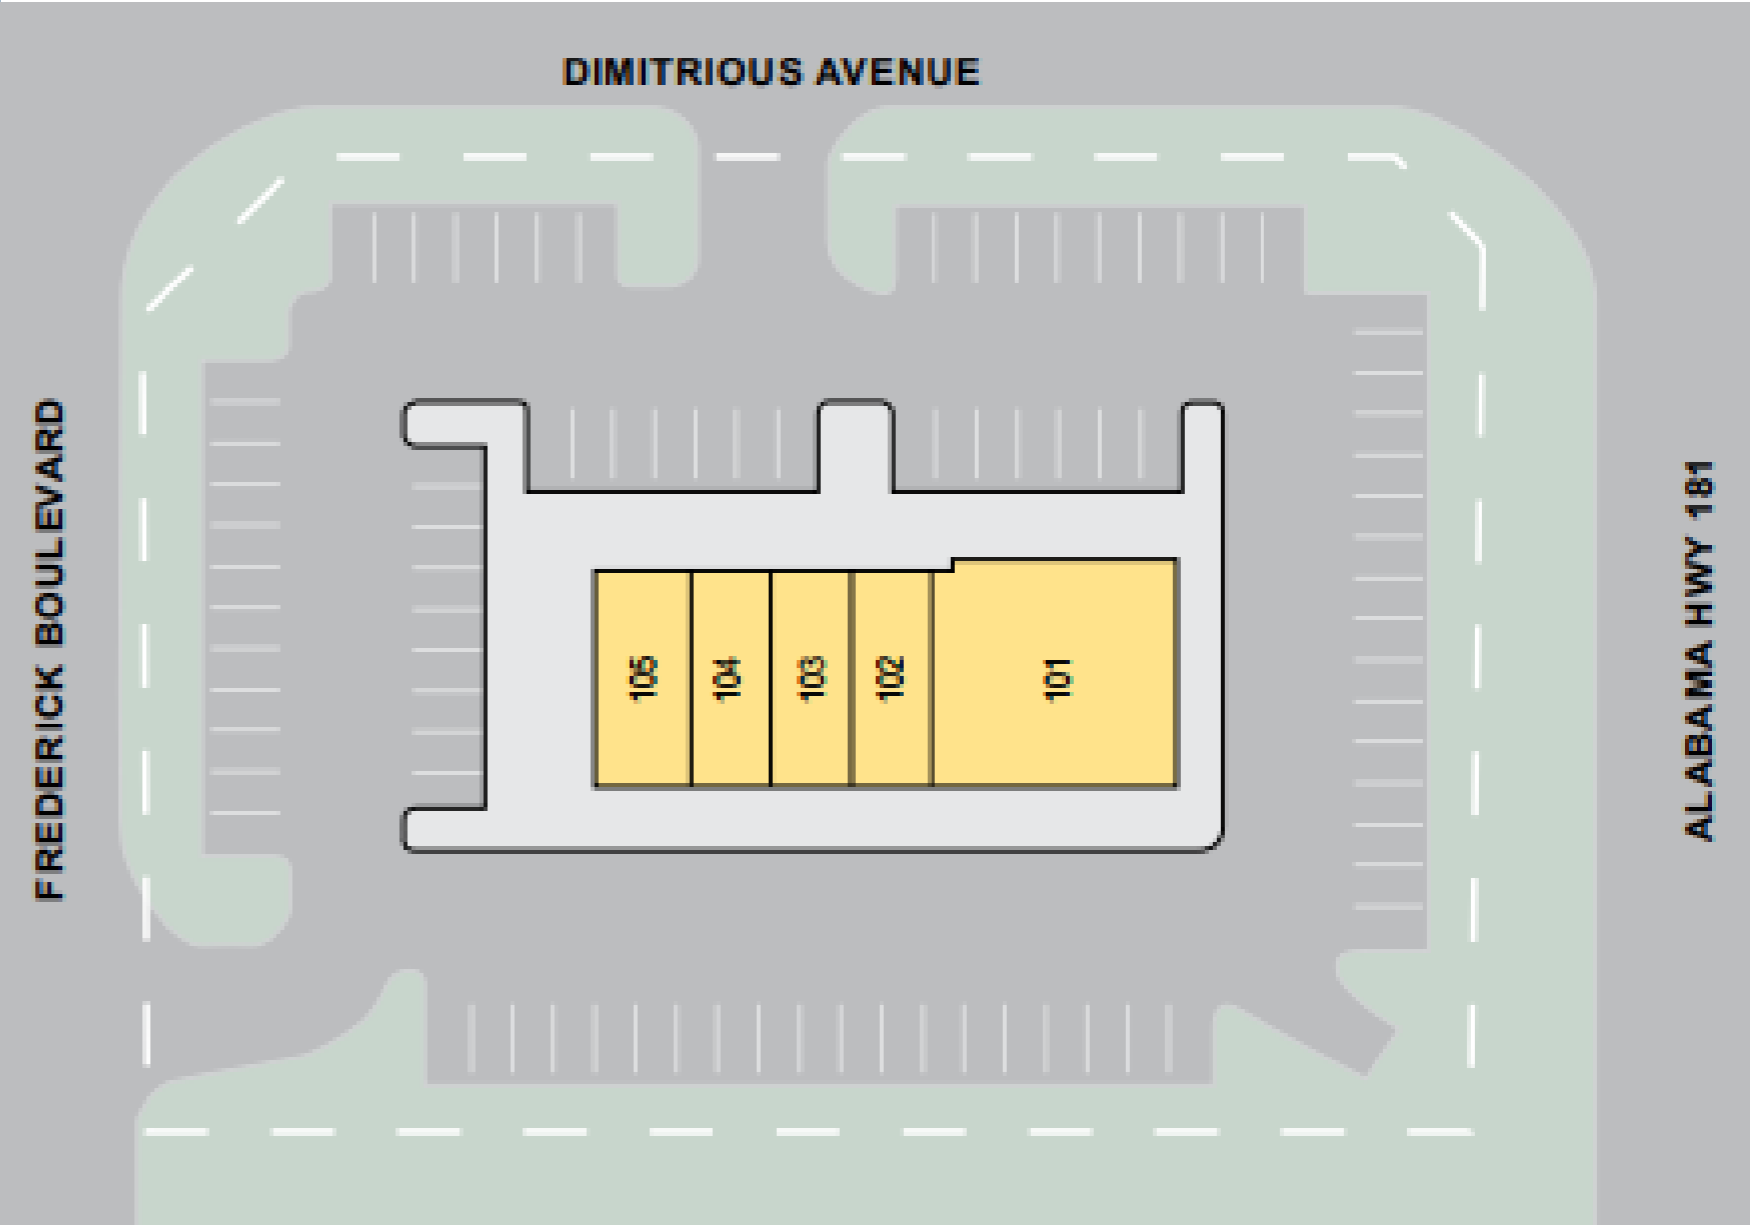 DIMITRIOUS AVENUE
FREDERICK BOULEVARD
105
104
103
102
101
ALABAMA HWY 181